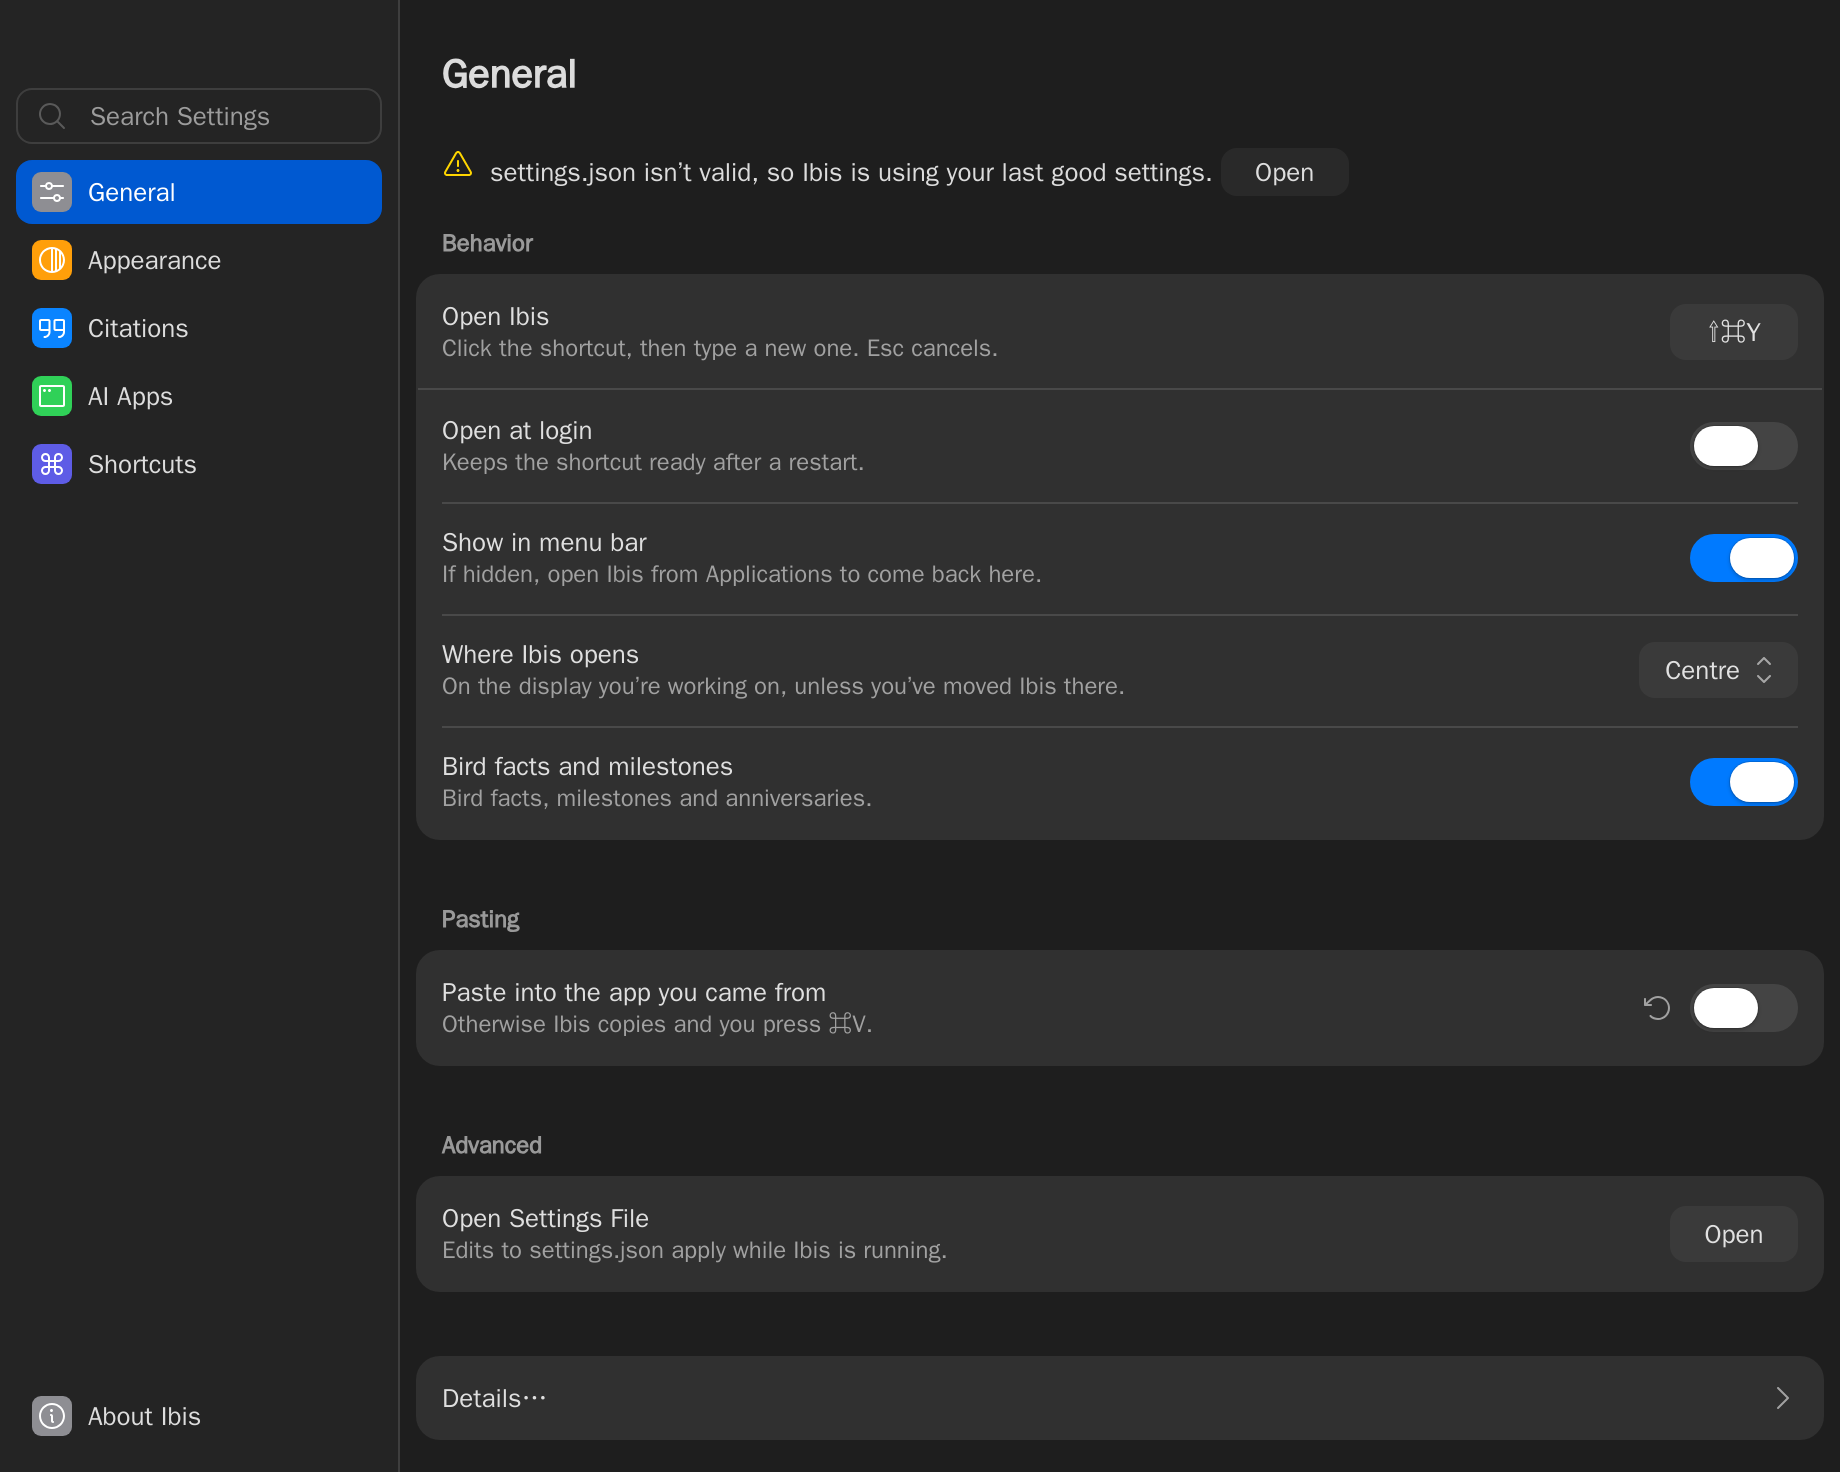 General
Search Settings
settings.json isn’t valid, so Ibis is using your last good settings. Open
General
Appearance
Citations
AI Apps
Shortcuts
About Ibis
Behavior
Open Ibis
Click the shortcut, then type a new one. Esc cancels.
⇧⌘Y
Open at login
Keeps the shortcut ready after a restart.
Show in menu bar
If hidden, open Ibis from Applications to come back here.
Where Ibis opens
On the display you’re working on, unless you’ve moved Ibis there.
Centre
Bird facts and milestones
Bird facts, milestones and anniversaries.
Pasting
Paste into the app you came from
Otherwise Ibis copies and you press ⌘V.
Advanced
Open Settings File
Edits to settings.json apply while Ibis is running.
Open
Details…